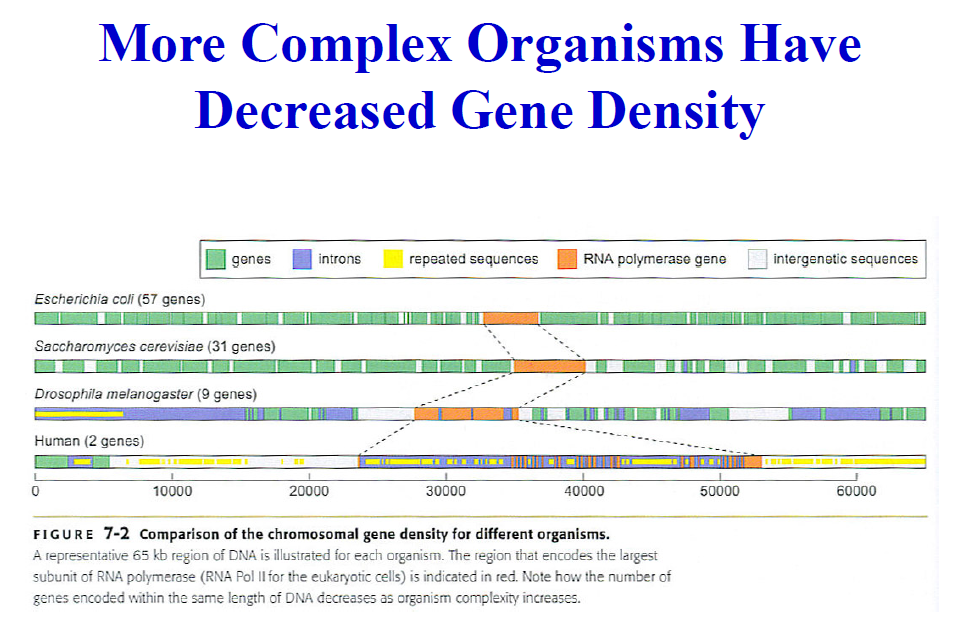 More Complex Organisms Have
Decreased Gene Density
genes introns repeated sequences RNA polymerase gene intergenetic sequences
Escherichia coli (57 genes)
Saccharomyces cerevisiae (31 genes)
Drosophila melanogaster (9 genes)
Human (2 genes)
0 10000 20000 30000 40000 50000 60000
FIGURE 7-2 Comparison of the chromosomal gene density for different organisms.
A representative 65 kb region of DNA is illustrated for each organism. The region that encodes the largest
subunit of RNA polymerase (RNA Pol II for the eukaryotic cells) is indicated in red. Note how the number of
genes encoded within the same length of DNA decreases as organism complexity increases.